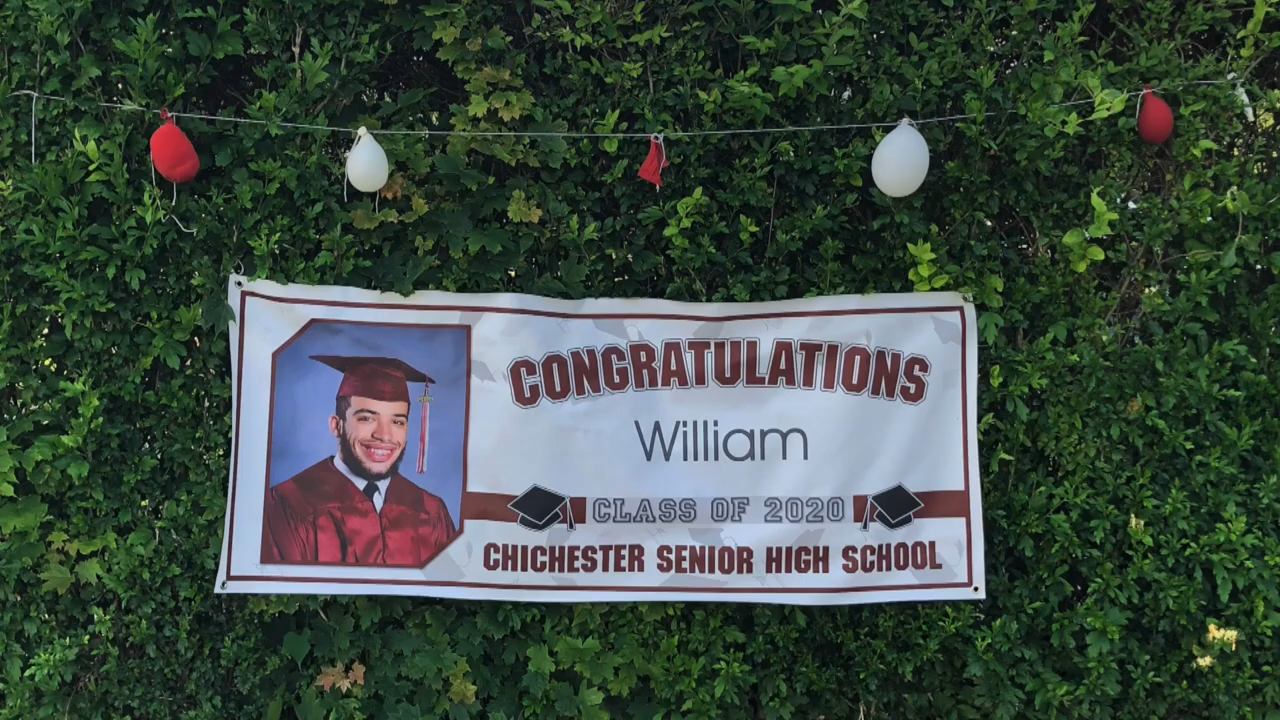 CONGRATULATIONS
William
CLASS OF 2020
CHICHESTER SENIOR HIGH SCHOOL